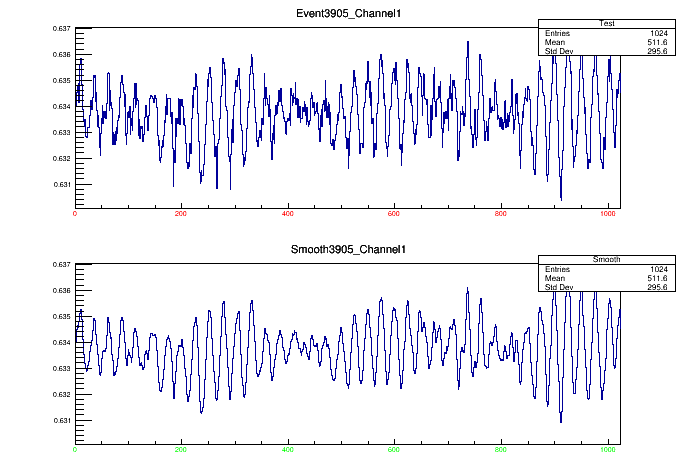 Event3905_Channel1
Test
Entries 1024
Mean 511.6
Std Dev 295.6
0.637
0.636
0.635
0.634
0.633
0.632
0.631
0 200 400 600 800 1000
Smooth3905_Channel1
Smooth
Entries 1024
Mean 511.6
Std Dev 295.6
0.637
0.636
0.635
0.634
0.633
0.632
0.631
0 200 400 600 800 1000